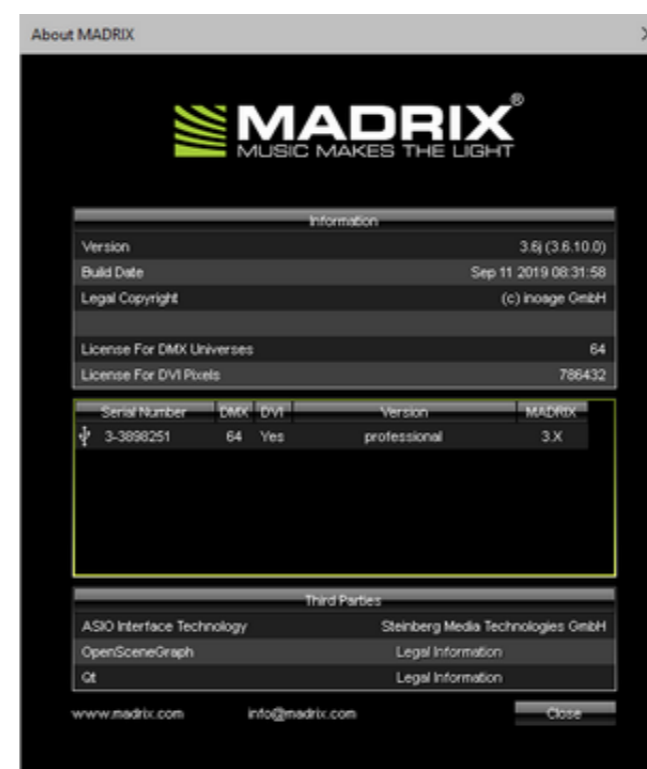 About MADRIX
MADRIX®
MUSIC MAKES THE LIGHT
Information
Version 3.6j (3.6.10.0)
Build Date Sep 11 2019 08:31:58
Legal Copyright (c) inoage GmbH
License For DMX Universes 64
License For DVI Pixels 786432
Serial Number DMX DVI Version MADRIX
3-3898251 64 Yes professional 3.X
Third Parties
ASIO Interface Technology Steinberg Media Technologies GmbH
OpenSceneGraph Legal Information
Qt Legal Information
www.madrix.com info@madrix.com Close